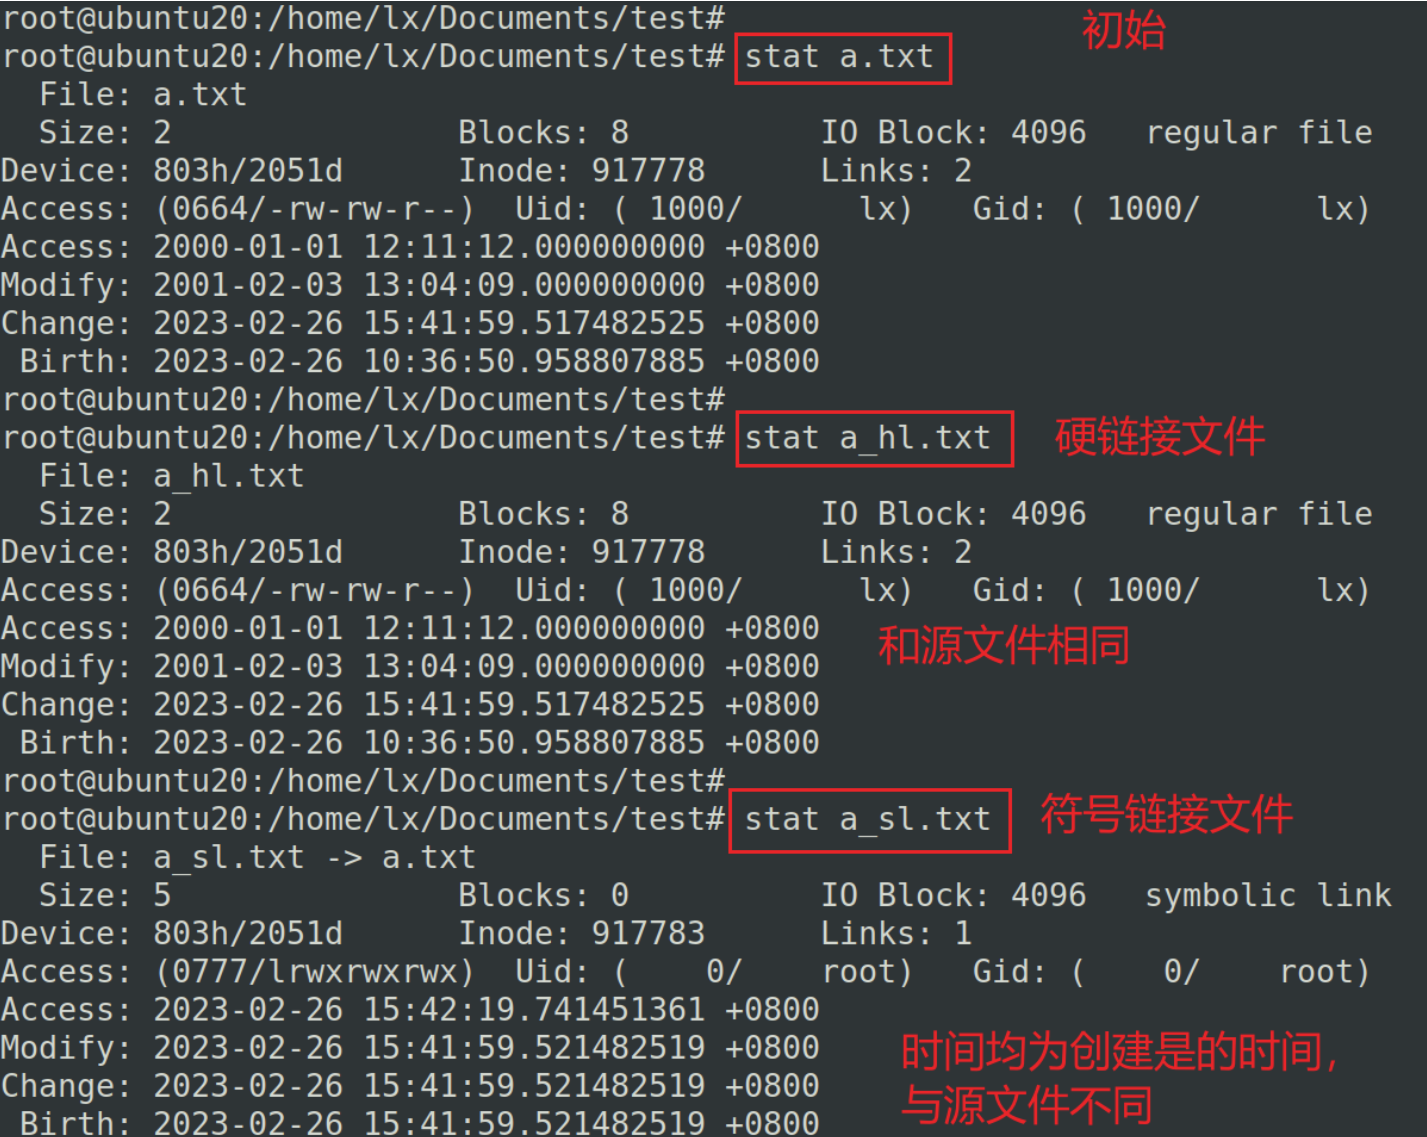 root@ubuntu20:/home/lx/Documents/test#
初始
root@ubuntu20:/home/lx/Documents/test# stat a.txt
  File: a.txt
  Size: 2               Blocks: 8          IO Block: 4096   regular file
Device: 803h/2051d      Inode: 917778      Links: 2
Access: (0664/-rw-rw-r--)  Uid: ( 1000/      lx)   Gid: ( 1000/      lx)
Access: 2000-01-01 12:11:12.000000000 +0800
Modify: 2001-02-03 13:04:09.000000000 +0800
Change: 2023-02-26 15:41:59.517482525 +0800
 Birth: 2023-02-26 10:36:50.958807885 +0800
root@ubuntu20:/home/lx/Documents/test#
root@ubuntu20:/home/lx/Documents/test# stat a_hl.txt 硬链接文件
  File: a_hl.txt
  Size: 2               Blocks: 8          IO Block: 4096   regular file
Device: 803h/2051d      Inode: 917778      Links: 2
Access: (0664/-rw-rw-r--)  Uid: ( 1000/      lx)   Gid: ( 1000/      lx)
Access: 2000-01-01 12:11:12.000000000 +0800
和源文件相同
Modify: 2001-02-03 13:04:09.000000000 +0800
Change: 2023-02-26 15:41:59.517482525 +0800
 Birth: 2023-02-26 10:36:50.958807885 +0800
root@ubuntu20:/home/lx/Documents/test#
root@ubuntu20:/home/lx/Documents/test# stat a_sl.txt 符号链接文件
  File: a_sl.txt -> a.txt
  Size: 5               Blocks: 0          IO Block: 4096   symbolic link
Device: 803h/2051d      Inode: 917783      Links: 1
Access: (0777/lrwxrwxrwx)  Uid: (    0/    root)   Gid: (    0/    root)
Access: 2023-02-26 15:42:19.741451361 +0800
Modify: 2023-02-26 15:41:59.521482519 +0800
时间均为创建是的时间，
Change: 2023-02-26 15:41:59.521482519 +0800
与源文件不同
 Birth: 2023-02-26 15:41:59.521482519 +0800